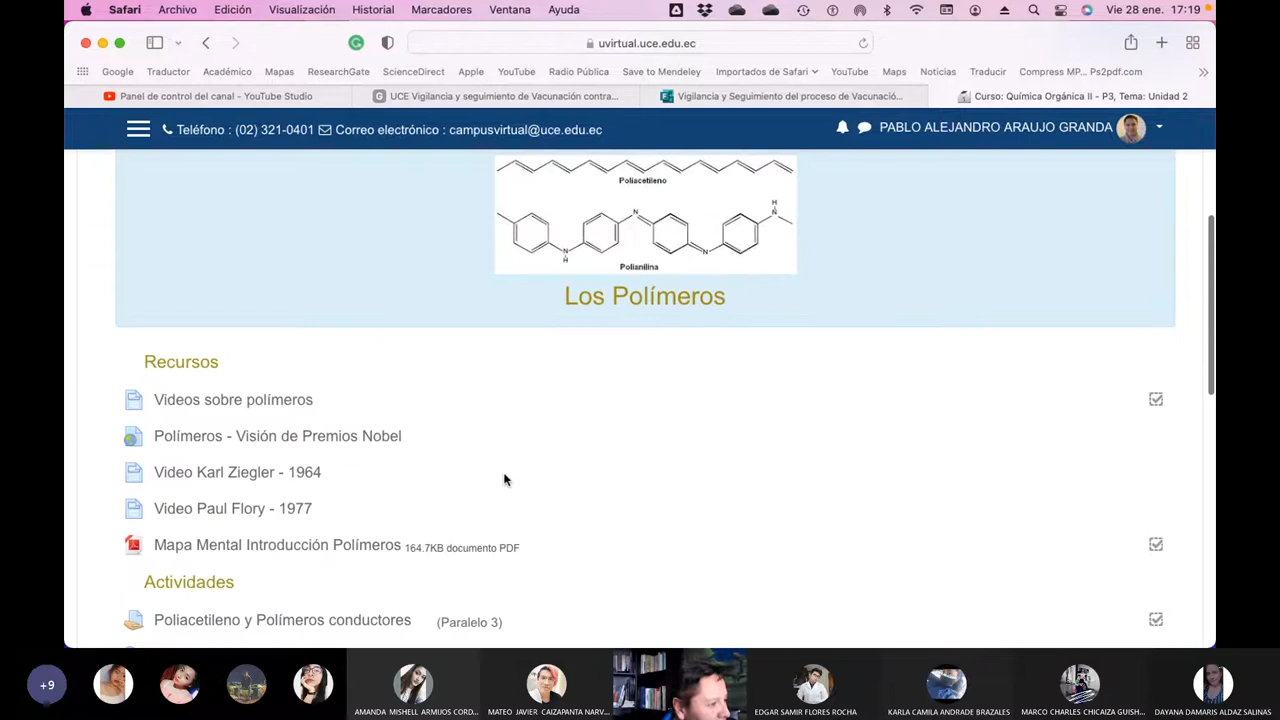 Safari Archivo Edición Visualización Historial Marcadores Ventana Ayuda Vie 28 ene. 17:19
uvirtual.uce.edu.ec
Google Traductor Académico Mapas ResearchGate ScienceDirect Apple YouTube Radio Pública Save to Mendeley Importados de Safari YouTube Maps Noticias Traducir Compress MP... Ps2pdf.com
Panel de control del canal - YouTube Studio UCE Vigilancia y seguimiento de Vacunación contra... Vigilancia y Seguimiento del proceso de Vacunació... Curso: Química Orgánica II - P3, Tema: Unidad 2
Teléfono : (02) 321-0401 Correo electrónico : campusvirtual@uce.edu.ec PABLO ALEJANDRO ARAUJO GRANDA
Poliacetileno
H
N
N
N
N
H
Polianilina
Los Polímeros
Recursos
Videos sobre polímeros
Polímeros - Visión de Premios Nobel
Video Karl Ziegler - 1964
Video Paul Flory - 1977
Mapa Mental Introducción Polímeros 164.7KB documento PDF
Actividades
Poliacetileno y Polímeros conductores (Paralelo 3)
+9
AMANDA MISHELL ARMIJOS CORD... MATEO JAVIER CAIZAPANTA NARV... EDGAR SAMIR FLORES ROCHA KARLA CAMILA ANDRADE BRAZALES MARCO CHARLES CHICAIZA GUISH... DAYANA DAMARIS ALDAZ SALINAS